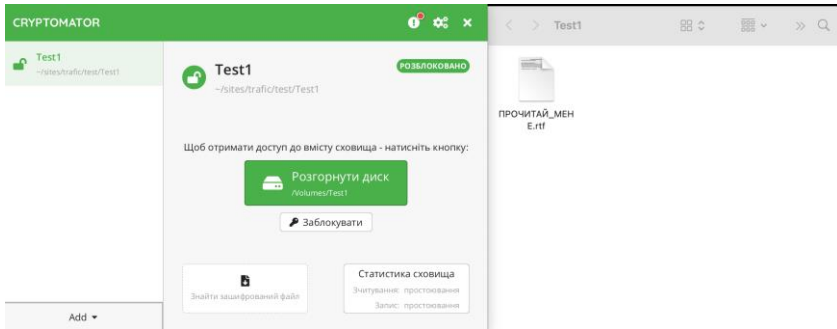 CRYPTOMATOR
Test1
~/sites/trafic/test/Test1
Test1
~/sites/trafic/test/Test1
РОЗБЛОКОВАНО
Щоб отримати доступ до вмісту сховища - натисніть кнопку:
Розгорнути диск
/Volumes/Test1
Заблокувати
Знайти зашифрований файл
Статистика сховища
Зчитування: простоювання
Запис: простоювання
Add
Test1
ПРОЧИТАЙ_МЕН
Е.rtf